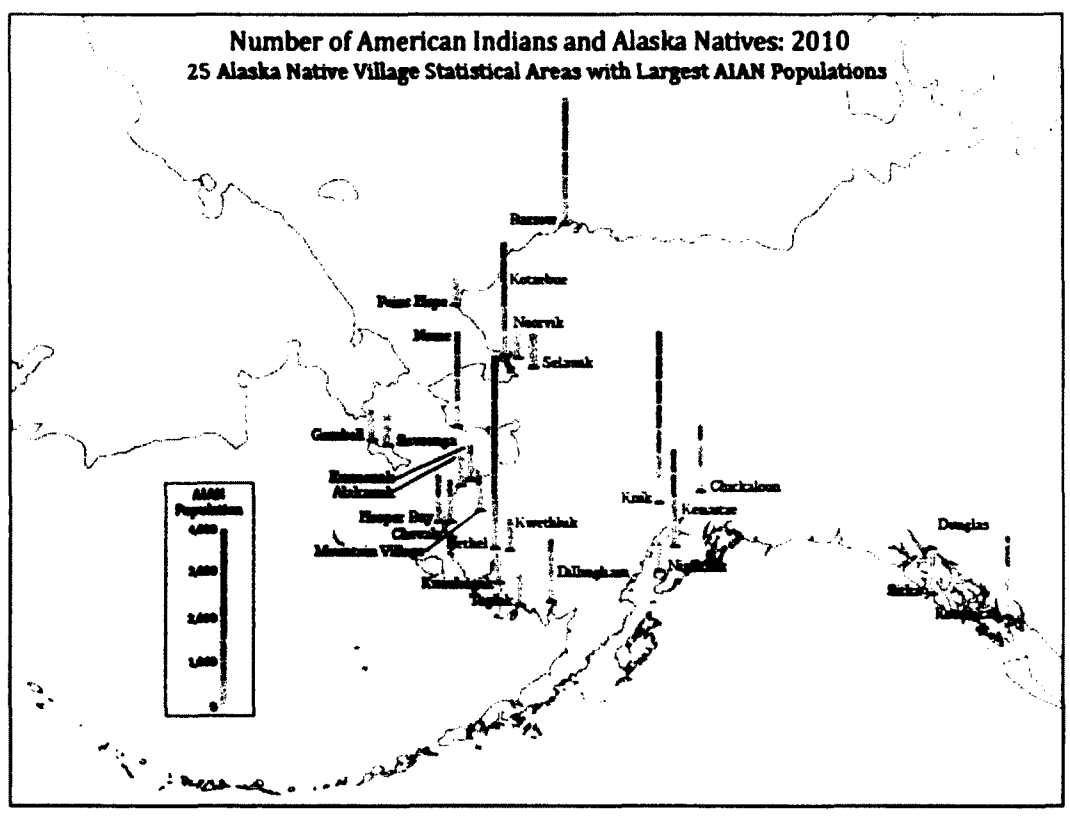 Number of American Indians and Alaska Natives: 2010
25 Alaska Native Village Statistical Areas with Largest AIAN Populations
Barrow
Kotzebue
Point Hope
Noorvik
Nome
Selawik
Gambell
Savoonga
Emmonak
Alakanuk
Chickaloon
Knik
AIAN
Population
Kenaitze
Hooper Bay
Kwethluk
Douglas
4,000
Chevak
Bethel
Mountain Village
3,000
Dillingham
Togiak
Sitka
2,000
1,000
0